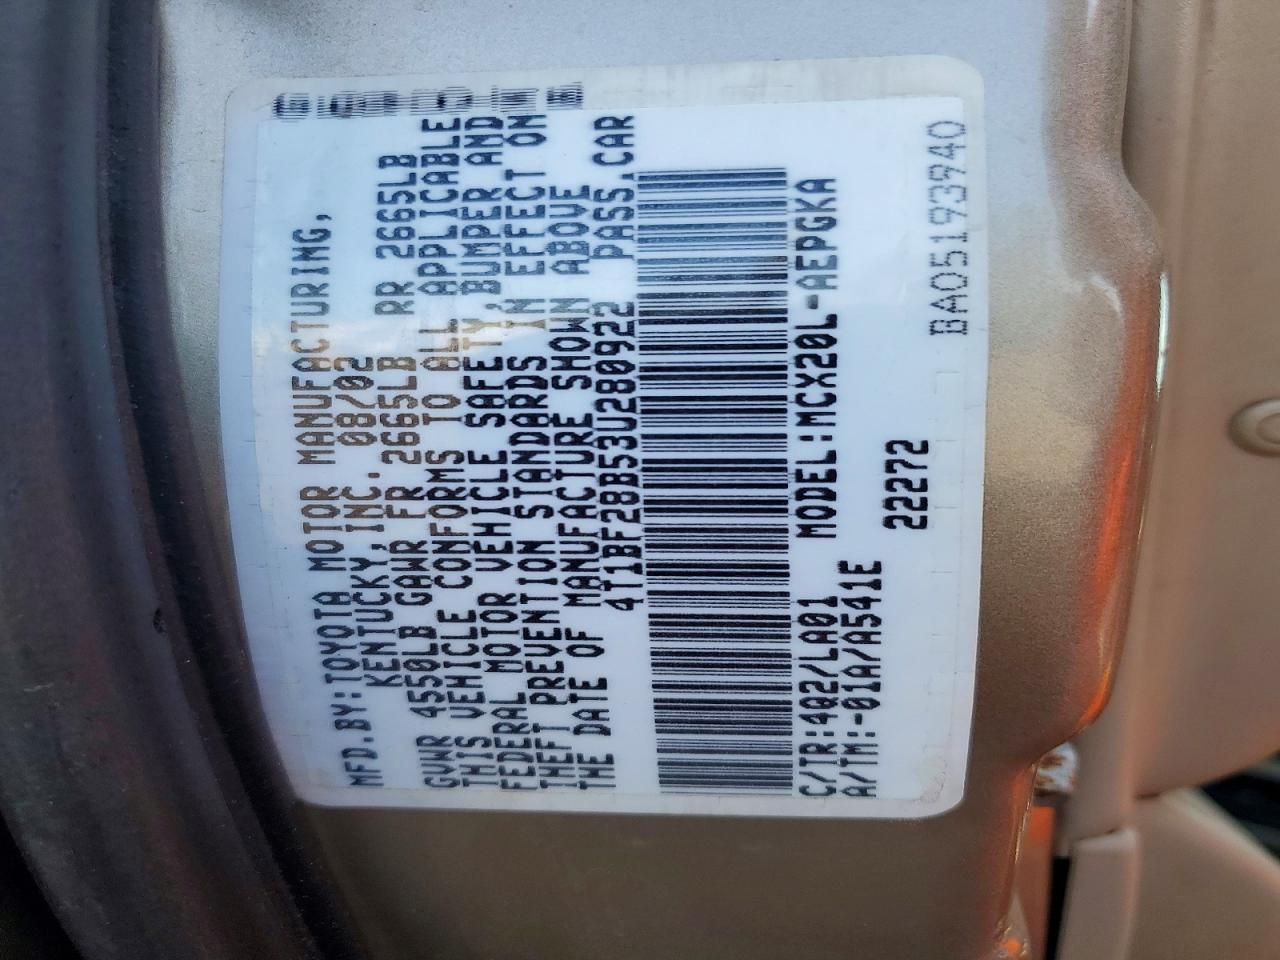 MFD.BY:TOYOTA MOTOR MANUFACTURING,
KENTUCKY,INC. 08/02
GVWR 4550LB GAWR FR 2665LB RR 2665LB
THIS VEHICLE CONFORMS TO ALL APPLICABLE
FEDERAL MOTOR VEHICLE SAFETY, BUMPER AND
THEFT PREVENTION STANDARDS IN EFFECT ON
THE DATE OF MANUFACTURE SHOWN ABOVE
4T1BF28B53U280922 PASS.CAR
MODEL:MCX20L-AEPGKA
C/TR:4Q2/LA01
A/TM:-01A/A541E
22272
BA05193940